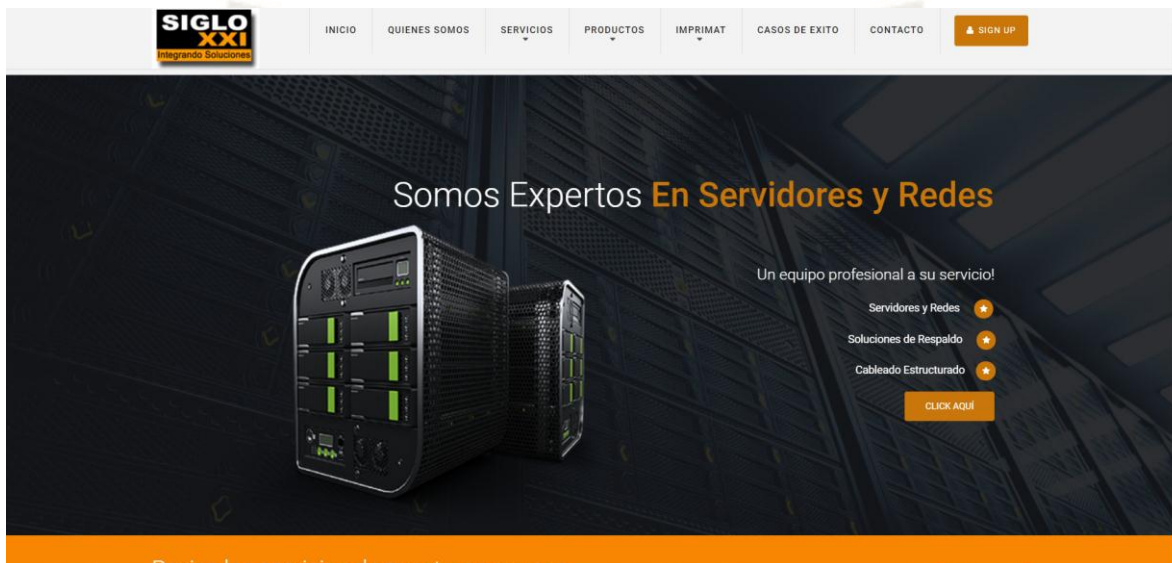 SIGLO
XXI
Integrando Soluciones
INICIO
QUIENES SOMOS
SERVICIOS
PRODUCTOS
IMPRIMAT
CASOS DE EXITO
CONTACTO
SIGN UP
Somos Expertos En Servidores y Redes
Un equipo profesional a su servicio!
Servidores y Redes
Soluciones de Respaldo
Cableado Estructurado
CLICK AQUÍ